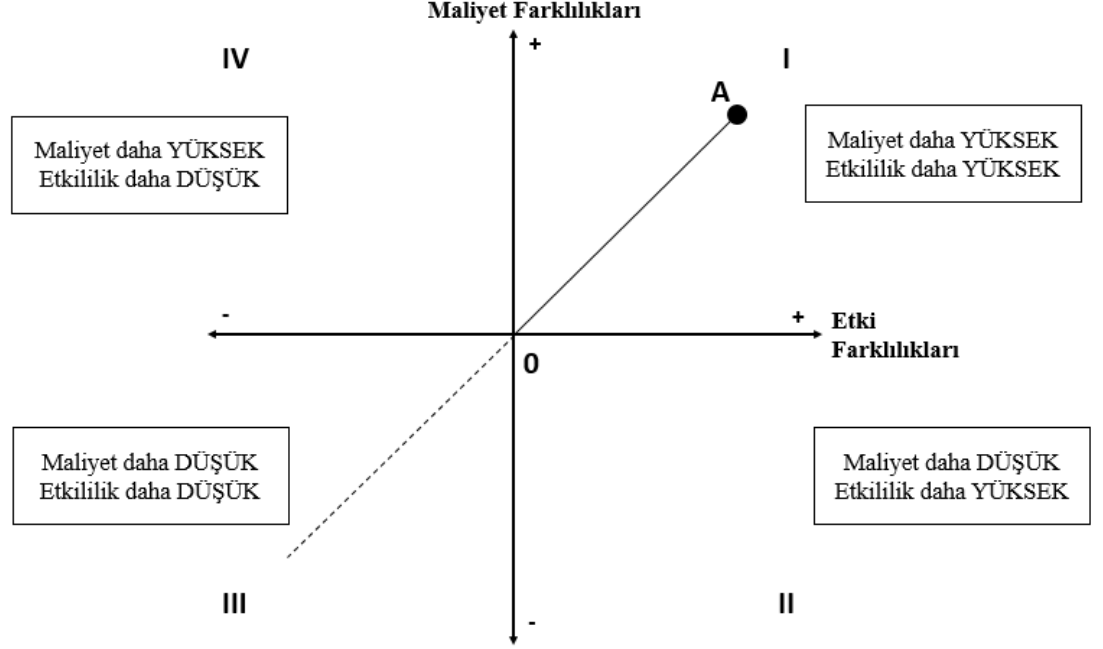 Maliyet Farklılıkları
+
IV
I
A
Maliyet daha YÜKSEK
Etkililik daha DÜŞÜK
Maliyet daha YÜKSEK
Etkililik daha YÜKSEK
-
+
Etki
Farklılıkları
0
Maliyet daha DÜŞÜK
Etkililik daha DÜŞÜK
Maliyet daha DÜŞÜK
Etkililik daha YÜKSEK
III
II
-